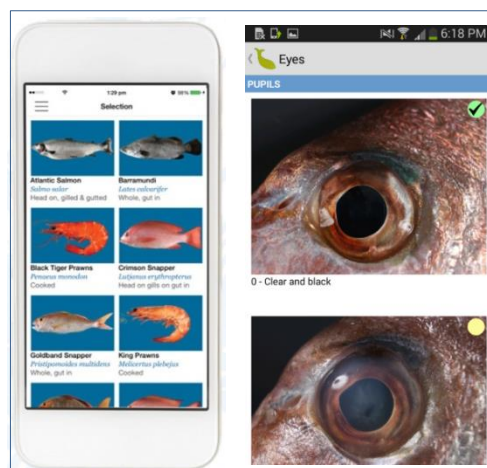 1:29 pm
98%
Selection
Atlantic Salmon
Salmo salar
Head on, gilled & gutted
Barramundi
Lates calcarifer
Whole, gut in
Black Tiger Prawns
Penaeus monodon
Cooked
Crimson Snapper
Lutjanus erythropterus
Head on gills on gut in
Goldband Snapper
Pristipomoides multidens
Whole, gut in
King Prawns
Melicertus plebejus
Cooked
6:18 PM
Eyes
PUPILS
0 - Clear and black